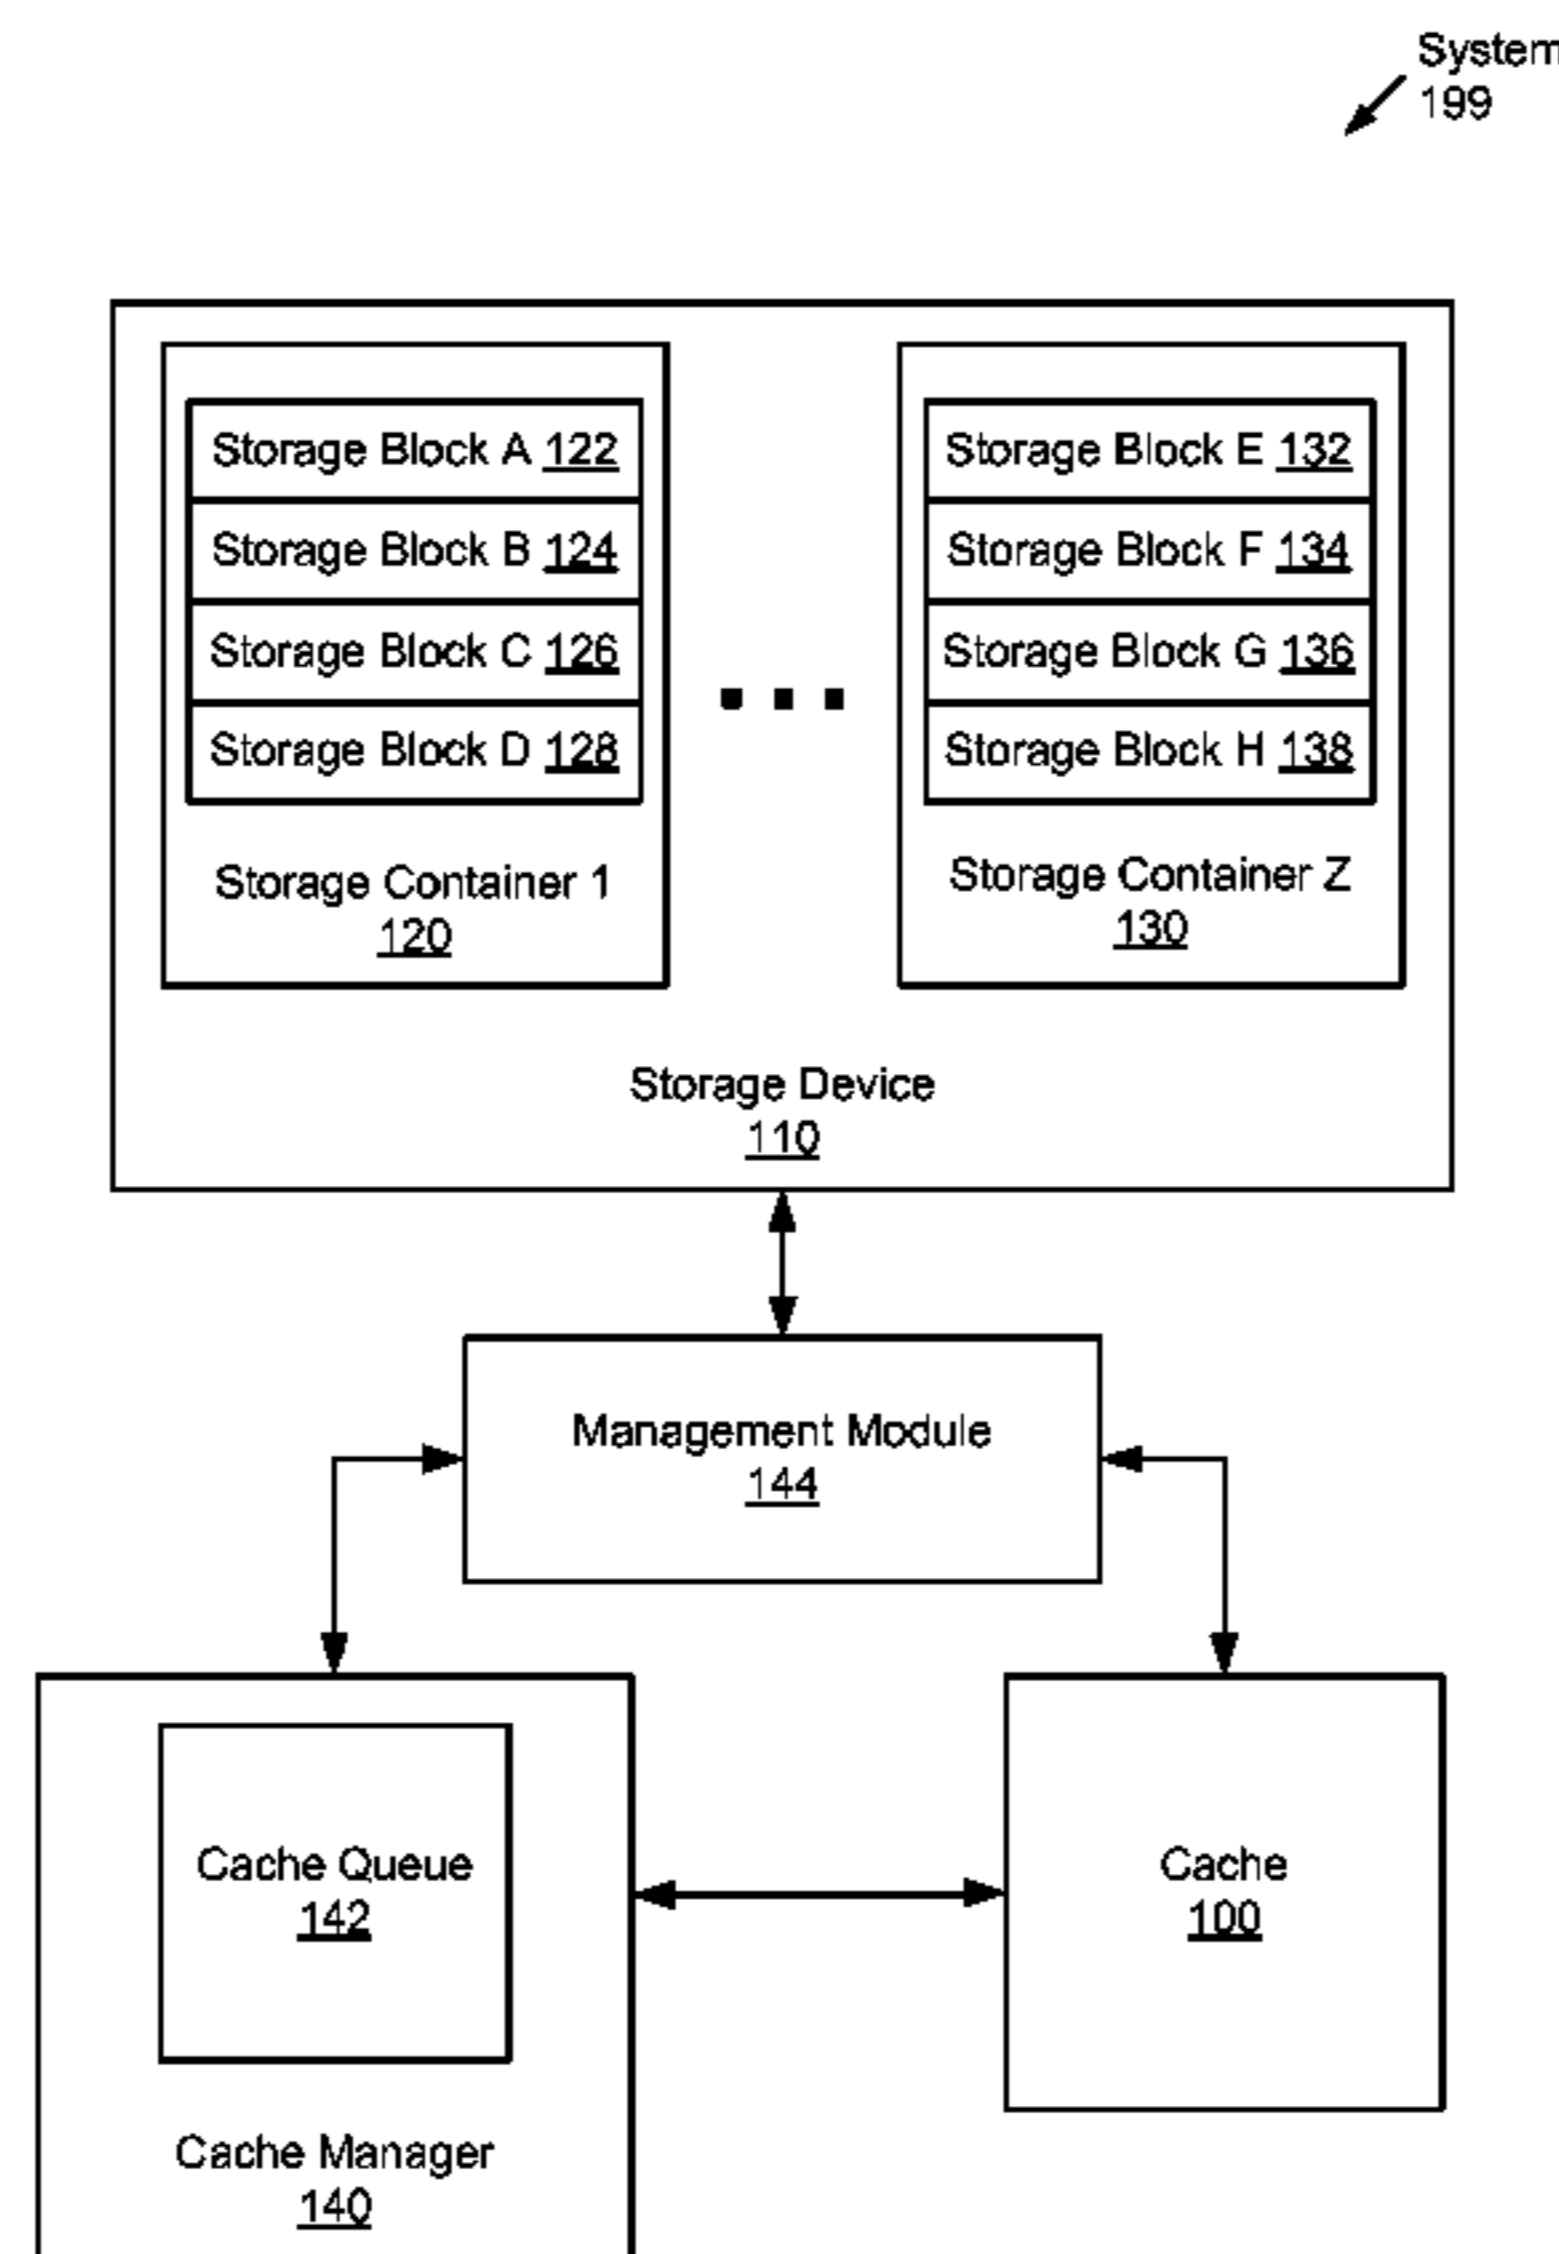 System
199
Storage Block A 122
Storage Block B 124
Storage Block C 126
Storage Block D 128
Storage Container 1
120
Storage Block E 132
Storage Block F 134
Storage Block G 136
Storage Block H 138
Storage Container Z
130
Storage Device
110
Management Module
144
Cache Queue
142
Cache Manager
140
Cache
100